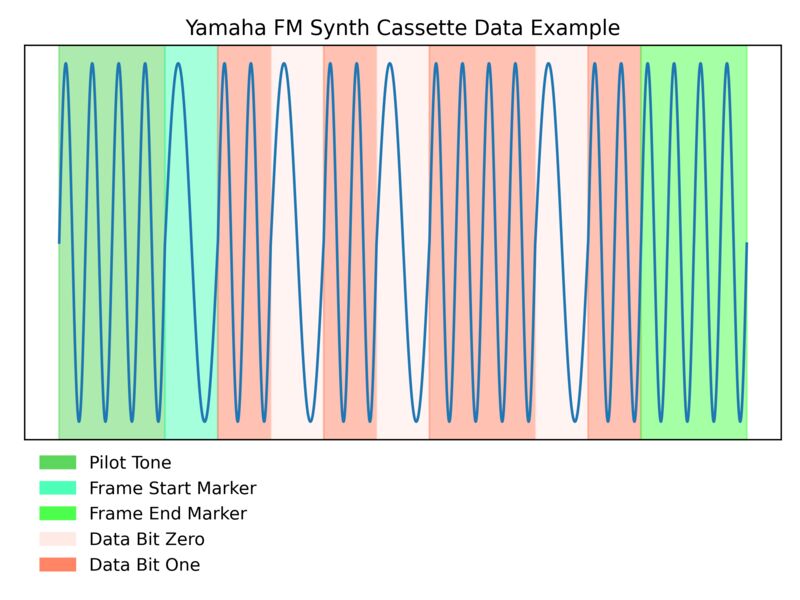 Yamaha FM Synth Cassette Data Example
Pilot Tone
Frame Start Marker
Frame End Marker
Data Bit Zero
Data Bit One